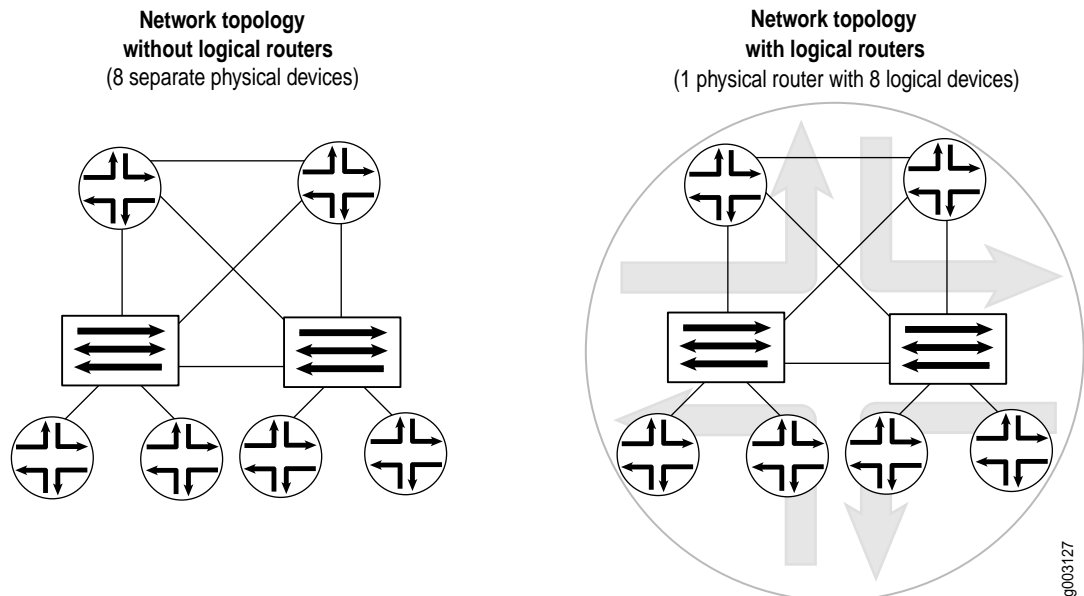 Network topology
without logical routers
(8 separate physical devices)
Network topology
with logical routers
(1 physical router with 8 logical devices)
g003127